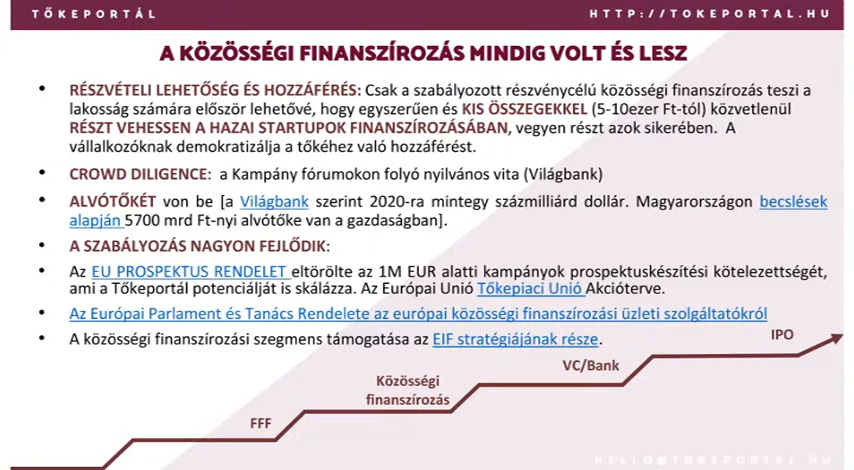 TŐKEPORTÁL
HTTP://TOKEPORTAL.HU
A KÖZÖSSÉGI FINANSZÍROZÁS MINDIG VOLT ÉS LESZ
• RÉSZVÉTELI LEHETŐSÉG ÉS HOZZÁFÉRÉS: Csak a szabályozott részvénycélú közösségi finanszírozás teszi a
lakosság számára először lehetővé, hogy egyszerűen és KIS ÖSSZEGEKKEL (5-10ezer Ft-tól) közvetlenül
RÉSZT VEHESSEN A HAZAI STARTUPOK FINANSZÍROZÁSÁBAN, vegyen részt azok sikerében. A
vállalkozóknak demokratizálja a tőkéhez való hozzáférést.
• CROWD DILIGENCE: a Kampány fórumokon folyó nyilvános vita (Világbank)
• ALVÓTŐKÉT von be [a Világbank szerint 2020-ra mintegy százmilliárd dollár. Magyarországon becslések
alapján 5700 mrd Ft-nyi alvótőke van a gazdaságban].
• A SZABÁLYOZÁS NAGYON FEJLŐDIK:
• Az EU PROSPEKTUS RENDELET eltörölte az 1M EUR alatti kampányok prospektuskészítési kötelezettségét,
ami a Tőkeportál potenciálját is skálázza. Az Európai Unió Tőkepiaci Unió Akcióterve.
• Az Európai Parlament és Tanács Rendelete az európai közösségi finanszírozási üzleti szolgáltatókról
• A közösségi finanszírozási szegmens támogatása az EIF stratégiájának része.
IPO
VC/Bank
Közösségi
finanszírozás
FFF
HELLO@TOKEPORTAL.HU